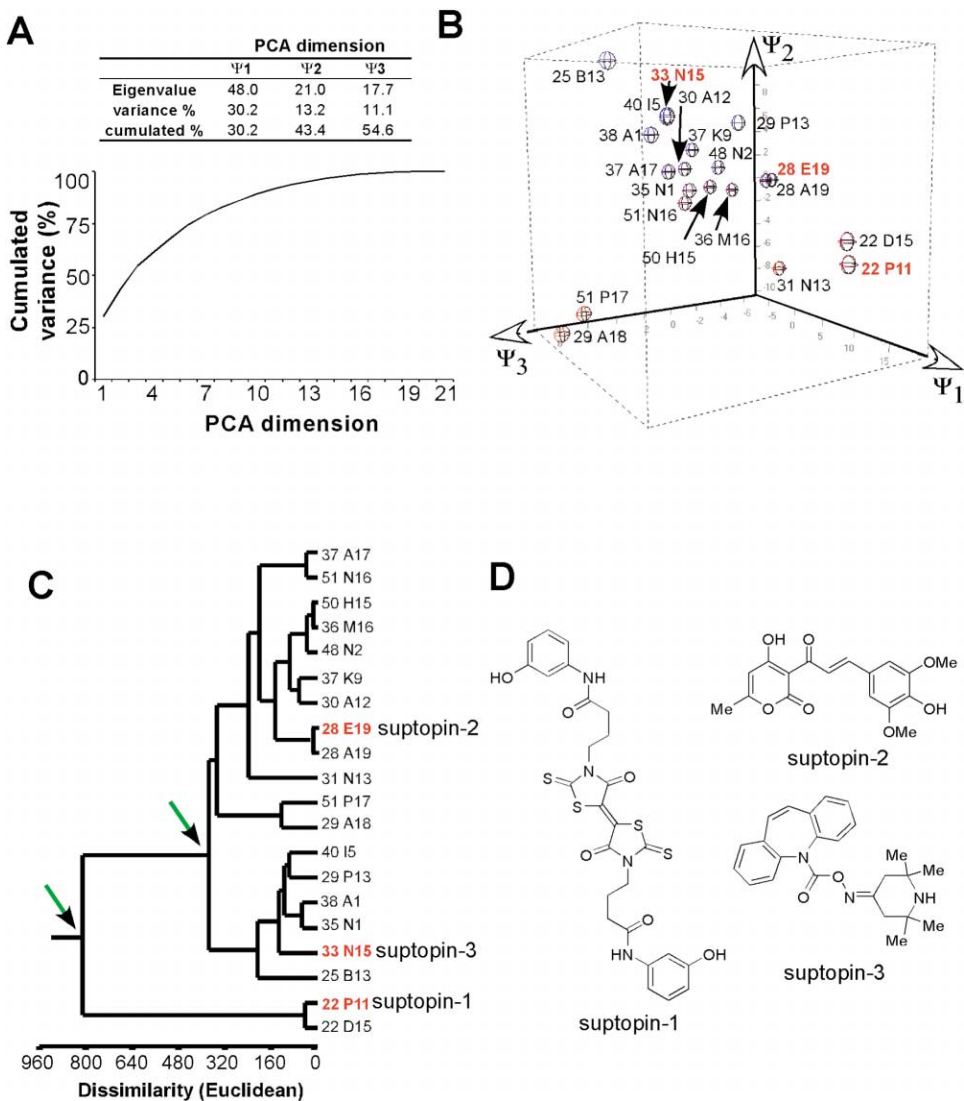 A
PCA dimension
Ψ1 Ψ2 Ψ3
Eigenvalue 48.0 21.0 17.7
variance % 30.2 13.2 11.1
cumulated % 30.2 43.4 54.6
Cumulated
variance (%)
100
75
50
25
0
1 4 7 10 13 16 19 21
PCA dimension
B
Ψ2
25 B13
33 N15
30 A12
40 I5
29 P13
38 A1
37 K9
48 N2
37 A17
28 E19
28 A19
35 N1
51 N16
36 M16
50 H15
22 D15
22 P11
31 N13
51 P17
29 A18
Ψ3
Ψ1
C
37 A17
51 N16
50 H15
36 M16
48 N2
37 K9
30 A12
28 E19 suptopin-2
28 A19
31 N13
51 P17
29 A18
40 I5
29 P13
38 A1
35 N1
33 N15 suptopin-3
25 B13
22 P11 suptopin-1
22 D15
960 800 640 480 320 160 0
Dissimilarity (Euclidean)
D
HO
NH
O
N
S
O
S
S
O
N
S
O
HN
OH
suptopin-1
OH
O
OMe
Me
O
O
OH
OMe
suptopin-2
N
O
O
N
Me
Me
NH
Me
Me
suptopin-3